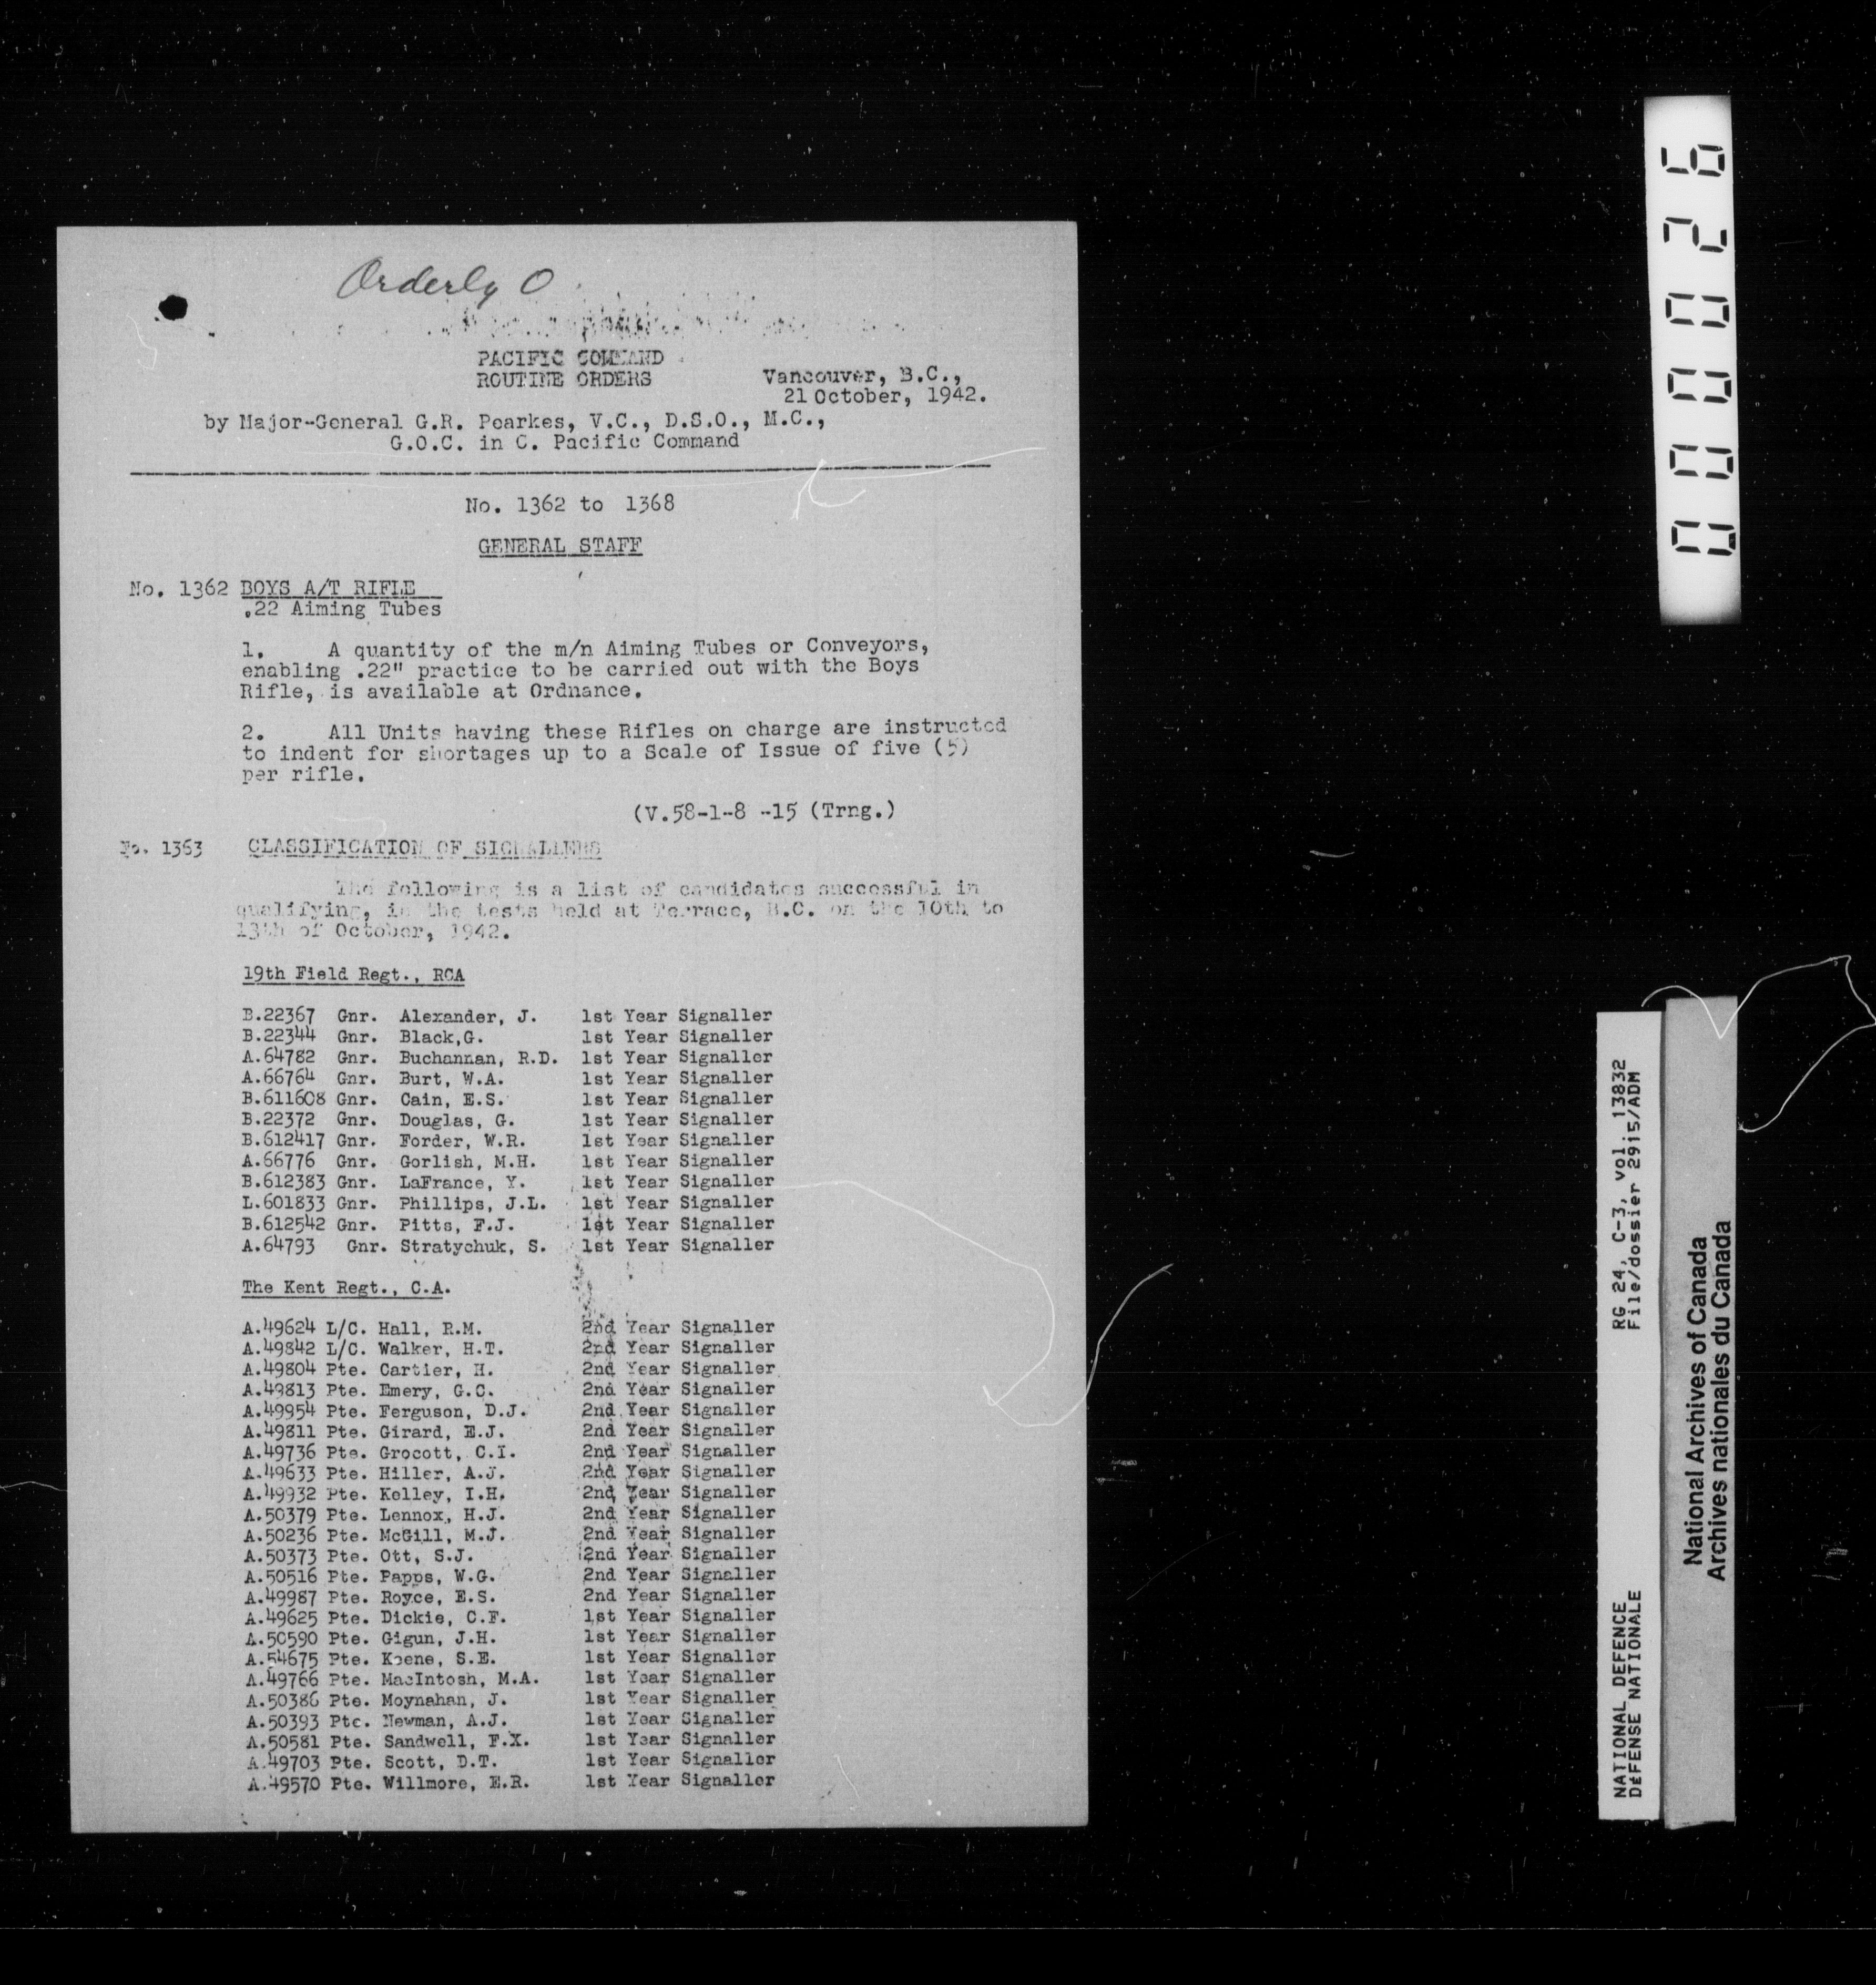 Orderly O
PACIFIC COMMAND
ROUTINE ORDERS
Vancouver, B.C.,
21 October, 1942.
by Major-General G.R. Pearkes, V.C., D.S.O., M.C.,
G.O.C. in C. Pacific Command
No. 1362 to 1368
GENERAL STAFF
No. 1362 BOYS A/T RIFLE
.22 Aiming Tubes
1. A quantity of the m/n Aiming Tubes or Conveyors,
enabling .22" practice to be carried out with the Boys
Rifle, is available at Ordnance.
2. All Units having these Rifles on charge are instructed
to indent for shortages up to a Scale of Issue of five (5)
per rifle.
(V.58-1-8 -15 (Trng.)
No. 1363 CLASSIFICATION OF SIGNALLERS
The following is a list of candidates successful in
qualifying, in the tests held at Terrace, B.C. on the 10th to
13th of October, 1942.
19th Field Regt., RCA
B.22367 Gnr. Alexander, J. 1st Year Signaller
B.22344 Gnr. Black,G. 1st Year Signaller
A.64782 Gnr. Buchannan, R.D. 1st Year Signaller
A.66764 Gnr. Burt, W.A. 1st Year Signaller
B.611608 Gnr. Cain, E.S. 1st Year Signaller
B.22372 Gnr. Douglas, G. 1st Year Signaller
B.612417 Gnr. Forder, W.R. 1st Year Signaller
A.66776 Gnr. Gorlish, M.H. 1st Year Signaller
B.612383 Gnr. LaFrance, Y. 1st Year Signaller
L.601833 Gnr. Phillips, J.L. 1st Year Signaller
B.612542 Gnr. Pitts, F.J. 1st Year Signaller
A.64793 Gnr. Stratychuk, S. 1st Year Signaller
The Kent Regt., C.A.
A.49624 L/C. Hall, R.M. 2nd Year Signaller
A.49842 L/C. Walker, H.T. 2nd Year Signaller
A.49804 Pte. Cartier, H. 2nd Year Signaller
A.49813 Pte. Emery, G.C. 2nd Year Signaller
A.49954 Pte. Ferguson, D.J. 2nd Year Signaller
A.49811 Pte. Girard, E.J. 2nd Year Signaller
A.49736 Pte. Grocott, C.I. 2nd Year Signaller
A.49633 Pte. Hiller, A.J. 2nd Year Signaller
A.49932 Pte. Kelley, I.H. 2nd Year Signaller
A.50379 Pte. Lennox, H.J. 2nd Year Signaller
A.50236 Pte. McGill, M.J. 2nd Year Signaller
A.50373 Pte. Ott, S.J. 2nd Year Signaller
A.50516 Pte. Papps, W.G. 2nd Year Signaller
A.49987 Pte. Royce, E.S. 2nd Year Signaller
A.49625 Pte. Dickie, C.F. 1st Year Signaller
A.50590 Pte. Gigun, J.H. 1st Year Signaller
A.54675 Pte. Keene, S.E. 1st Year Signaller
A.49766 Pte. MacIntosh, M.A. 1st Year Signaller
A.50386 Pte. Moynahan, J. 1st Year Signaller
A.50393 Pte. Newman, A.J. 1st Year Signaller
A.50581 Pte. Sandwell, F.X. 1st Year Signaller
A.49703 Pte. Scott, D.T. 1st Year Signaller
A.49570 Pte. Willmore, E.R. 1st Year Signaller
000026
NATIONAL DEFENCE RG 24, C-3, vol. 13832
DÉFENSE NATIONALE File/dossier 2915/ADM
National Archives of Canada
Archives nationales du Canada